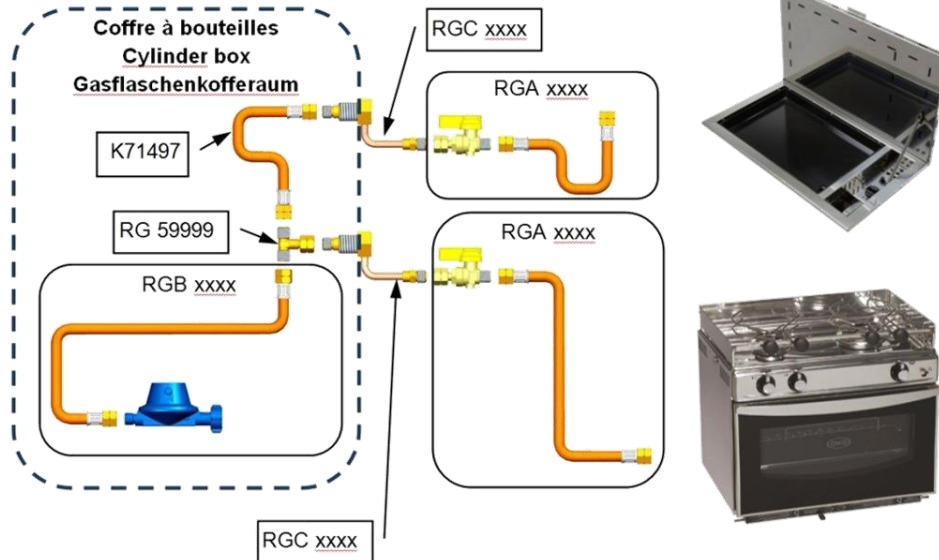 Coffre à bouteilles
Cylinder box
Gasflaschenkofferaum
RGC xxxx
RGA xxxx
K71497
RG 59999
RGA xxxx
RGB xxxx
RGC xxxx